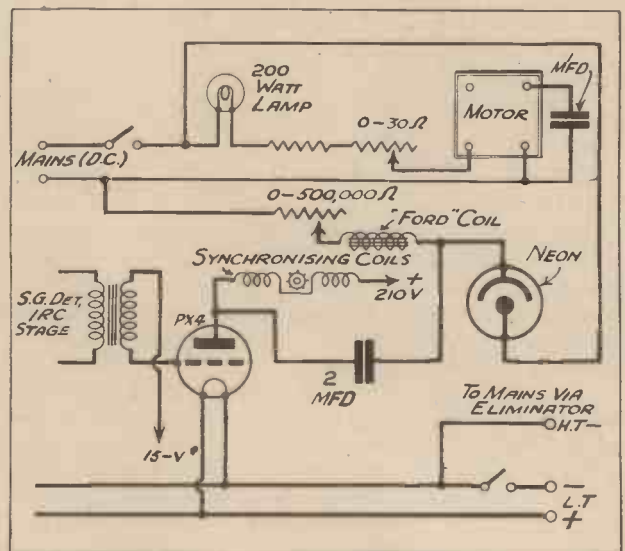 200
WATT
LAMP
MFD
MOTOR
0-30Ω
MAINS (D.C.)
0-500,000Ω
"FORD" COIL
SYNCHRONISING COILS
+
210V
NEON
S.G. DET,
1RC
STAGE
PX4
2
MFD
TO MAINS VIA
ELIMINATOR
H.T-
15-V
-
L.T
+